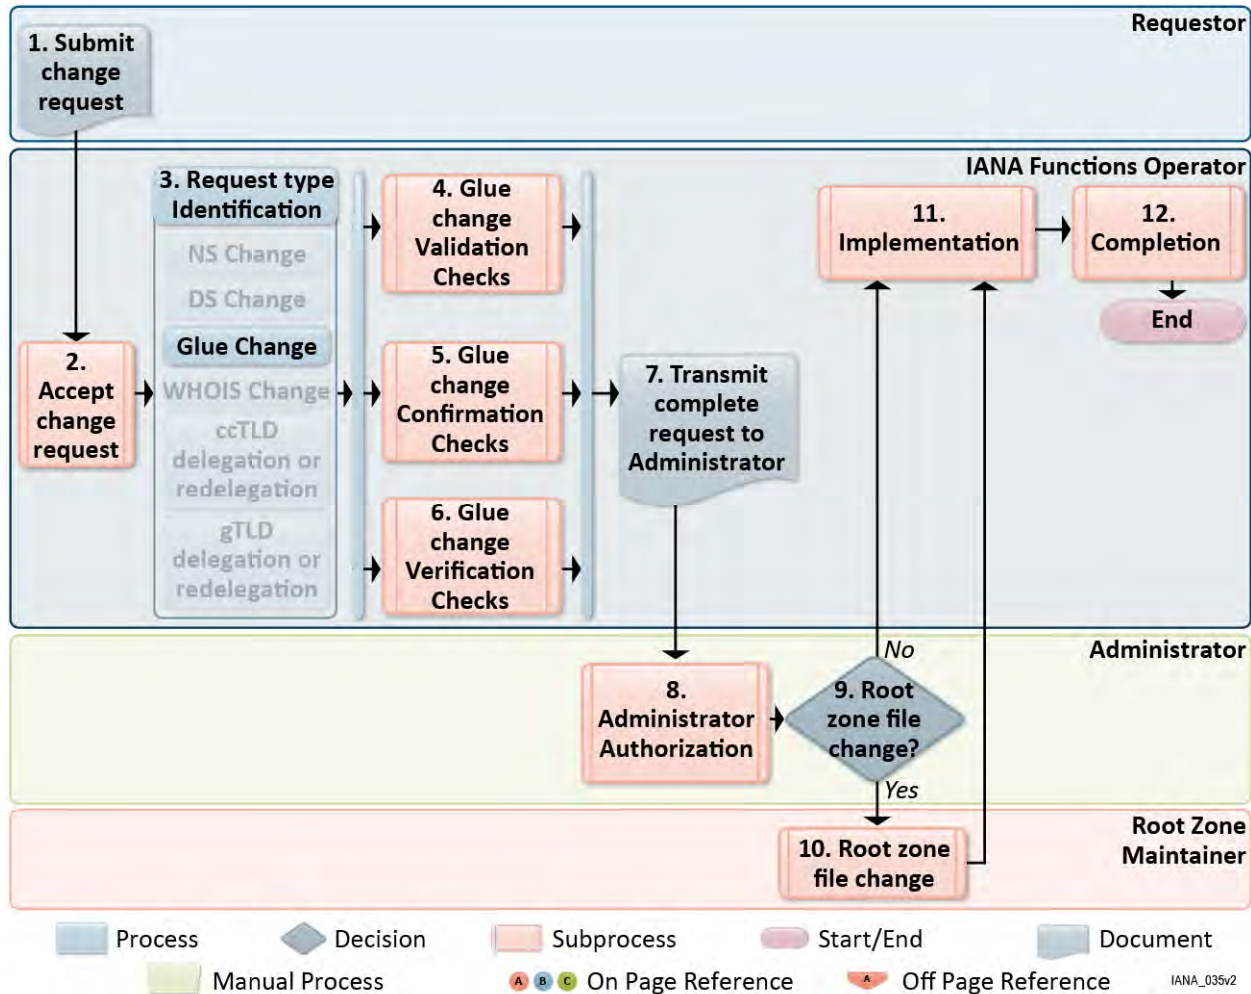 Requestor
1. Submit
change
request
IANA Functions Operator
2.
Accept
change
request
3. Request type
Identification
NS Change
DS Change
Glue Change
WHOIS Change
ccTLD
delegation or
redelegation
gTLD
delegation or
redelegation
4. Glue
change
Validation
Checks
5. Glue
change
Confirmation
Checks
6. Glue
change
Verification
Checks
7. Transmit
complete
request to
Administrator
11.
Implementation
12.
Completion
End
Administrator
8.
Administrator
Authorization
9. Root
zone file
change?
No
Yes
Root Zone
Maintainer
10. Root zone
file change
Process
Decision
Subprocess
Start/End
Document
Manual Process
A B C On Page Reference
A Off Page Reference
IANA_035v2